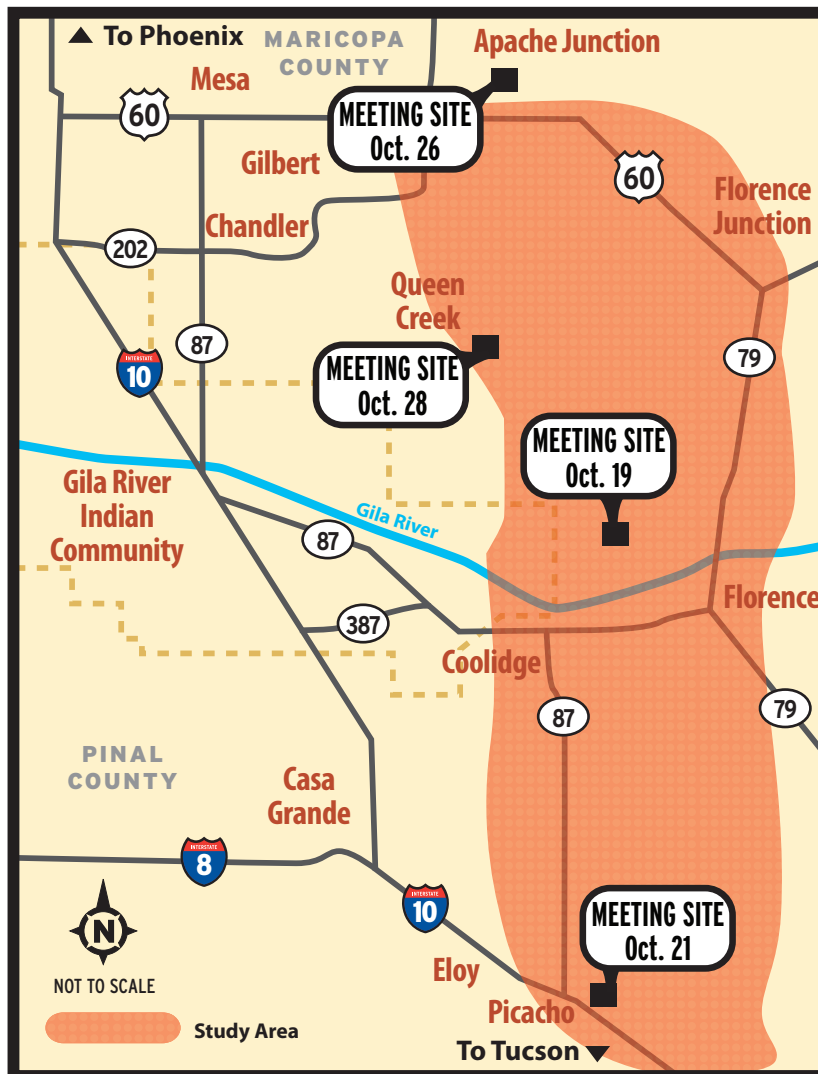 ▲ To Phoenix
MARICOPA
COUNTY
Apache Junction
Mesa
60
MEETING SITE
Oct. 26
Gilbert
60
Florence
Junction
Chandler
202
Queen
Creek
87
79
INTERSTATE
10
MEETING SITE
Oct. 28
MEETING SITE
Oct. 19
Gila River
Indian
Community
Gila River
87
Florence
387
Coolidge
87
79
PINAL
COUNTY
Casa
Grande
INTERSTATE
8
INTERSTATE
10
MEETING SITE
Oct. 21
N
NOT TO SCALE
Eloy
Picacho
Study Area
To Tucson ▼